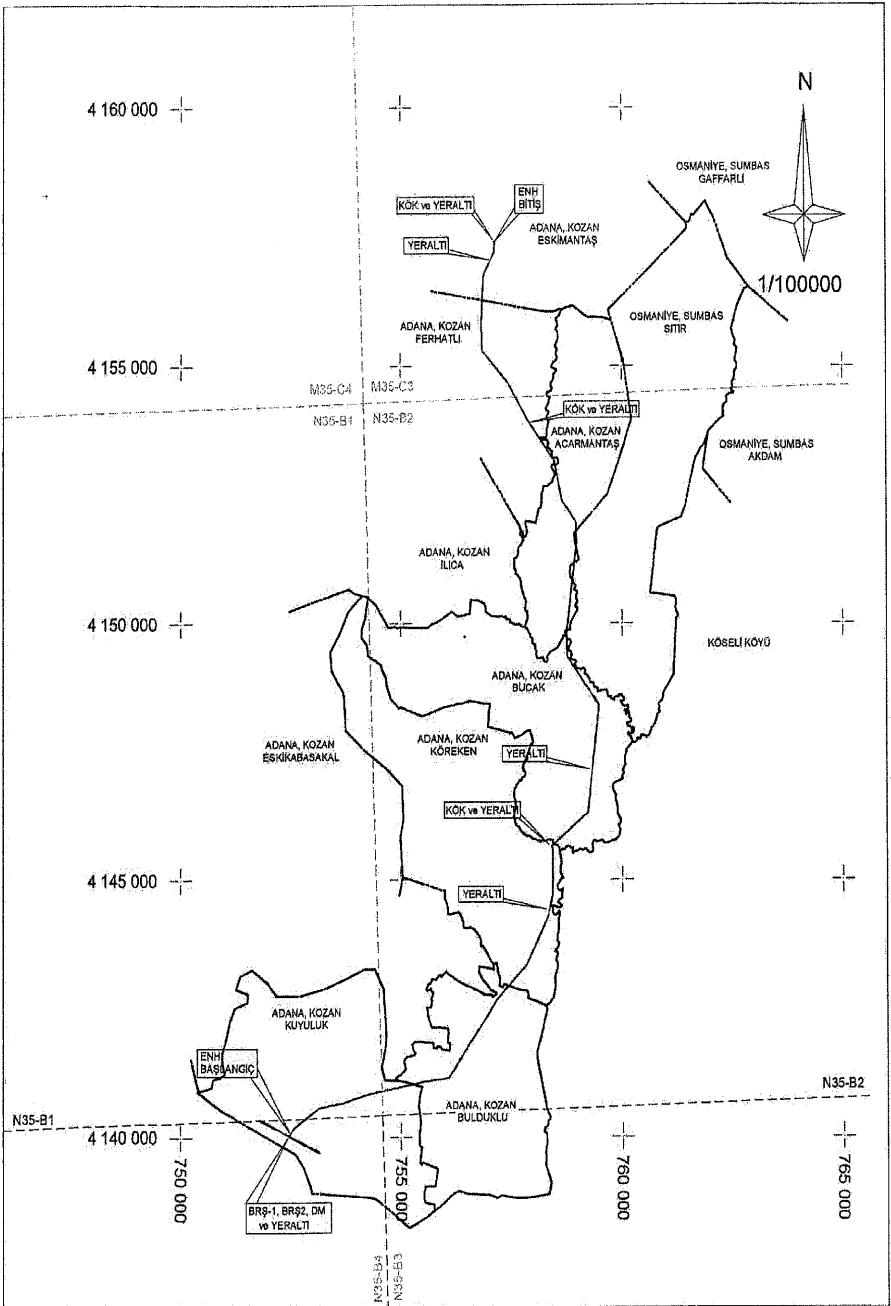 4 160 000
N
OSMANİYE, SUMBAS
GAFFARLI
ENH
BİTİŞ
KÖK ve YERALTI
ADANA, KOZAN
ESKİMANTAŞ
YERALTI
1/100000
ADANA, KOZAN
FERHATLI
OSMANİYE, SUMBAS
SITIR
4 155 000
M35-C4
M35-C3
N35-B1
N35-B2
KÖK ve YERALTI
ADANA, KOZAN
ACARMANTAŞ
OSMANİYE, SUMBAS
AKDAM
ADANA, KOZAN
ILICA
4 150 000
KÖSELİ KÖYÜ
ADANA, KOZAN
BUCAK
ADANA, KOZAN
ESKİKABASAKAL
ADANA, KOZAN
KÖREKEN
YERALTI
KÖK ve YERALTI
4 145 000
YERALTI
ADANA, KOZAN
KUYULUK
ENH
BAŞLANGIÇ
N35-B2
N35-B1
ADANA, KOZAN
BULDUKLU
4 140 000
750 000
755 000
760 000
765 000
BRŞ-1, BRŞ2, DM
ve YERALTI
N35-B4
N35-B3